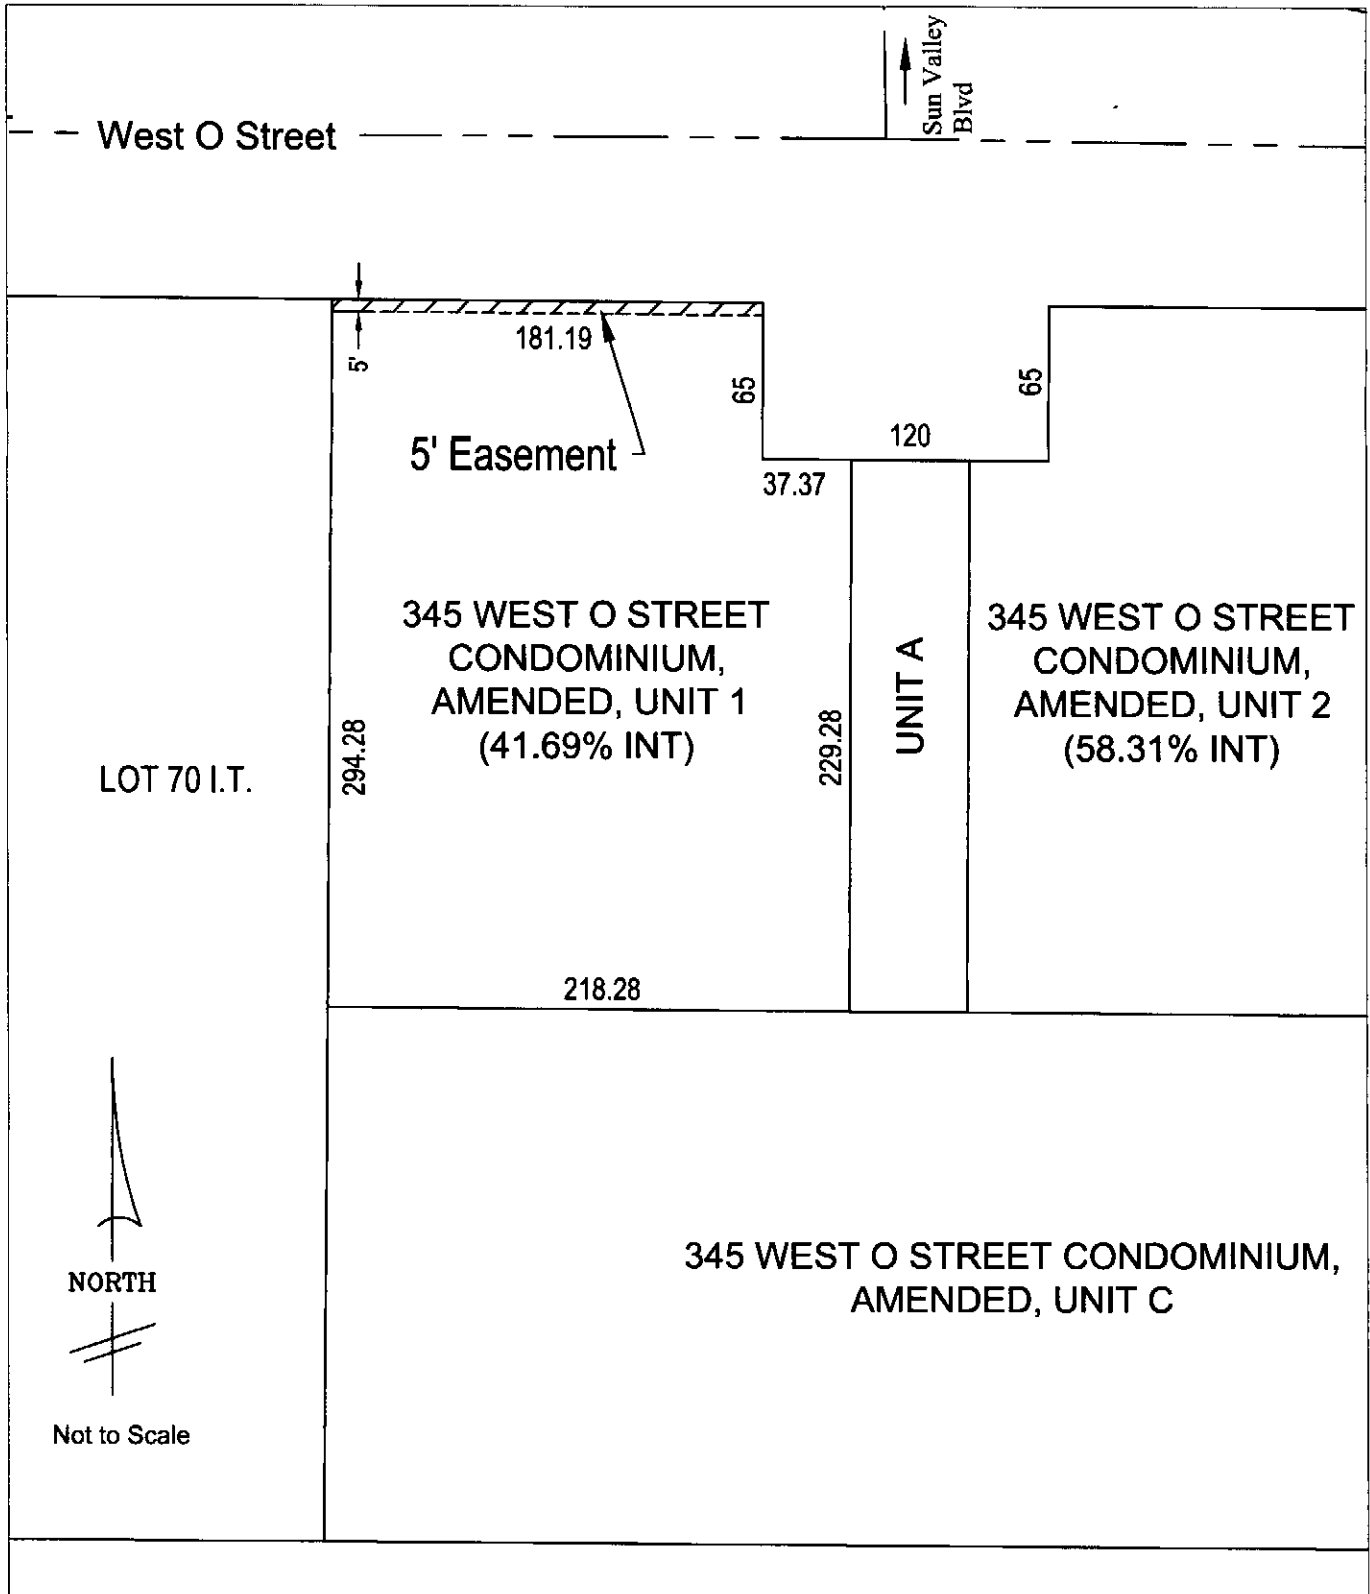 Sun Valley
Blvd
West O Street
181.19
5'
65
65
5' Easement
120
37.37
345 WEST O STREET
CONDOMINIUM,
AMENDED, UNIT 1
(41.69% INT)
UNIT A
345 WEST O STREET
CONDOMINIUM,
AMENDED, UNIT 2
(58.31% INT)
LOT 70 I.T.
294.28
229.28
218.28
345 WEST O STREET CONDOMINIUM,
AMENDED, UNIT C
NORTH
Not to Scale